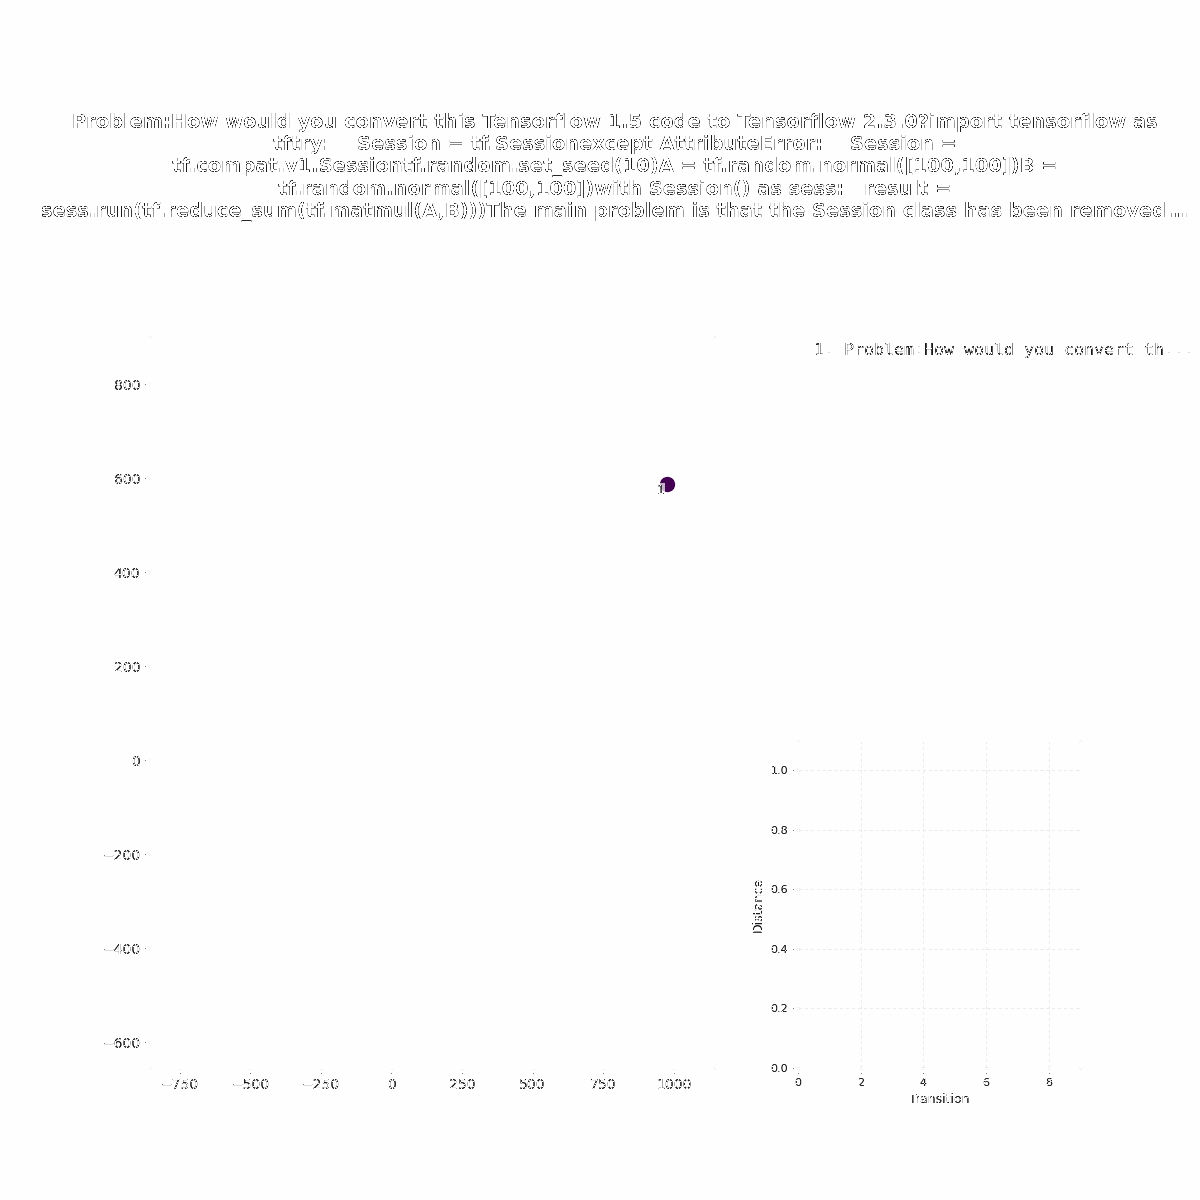 Problem:How would you convert this Tensorflow 1.5 code to Tensorflow 2.3.0?import tensorflow as
tftry:    Session = tf.Sessionexcept AttributeError:    Session =
tf.compat.v1.Sessiontf.random.set_seed(10)A = tf.random.normal([100,100])B =
tf.random.normal([100,100])with Session() as sess:   result =
sess.run(tf.reduce_sum(tf.matmul(A,B)))The main problem is that the Session class has been removed...
1. Problem:How would you convert th...
800
600
400
200
0
−200
−400
−600
−750 −500 −250 0 250 500 750 1000
1
1.0
0.8
0.6
0.4
0.2
0.0
Distance
0 2 4 6 8
Transition